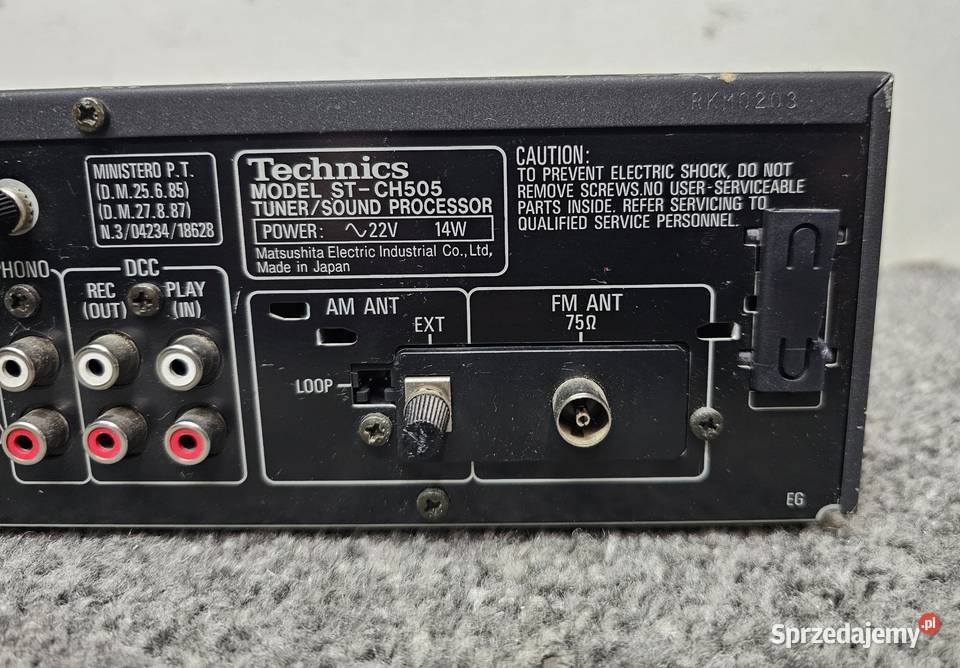 RKM0203
MINISTERO P.T.
(D.M.25.6.85)
(D.M.27.8.87)
N.3/04234/18628
Technics
MODEL ST-CH505
TUNER/SOUND PROCESSOR
POWER: ∿22V 14W
Matsushita Electric Industrial Co., Ltd,
Made in Japan
CAUTION:
TO PREVENT ELECTRIC SHOCK, DO NOT
REMOVE SCREWS.NO USER-SERVICEABLE
PARTS INSIDE. REFER SERVICING TO
QUALIFIED SERVICE PERSONNEL.
PHONO
DCC
REC
(OUT)
PLAY
(IN)
AM ANT
EXT
LOOP
FM ANT
75Ω
EG
Sprzedajemy.pl